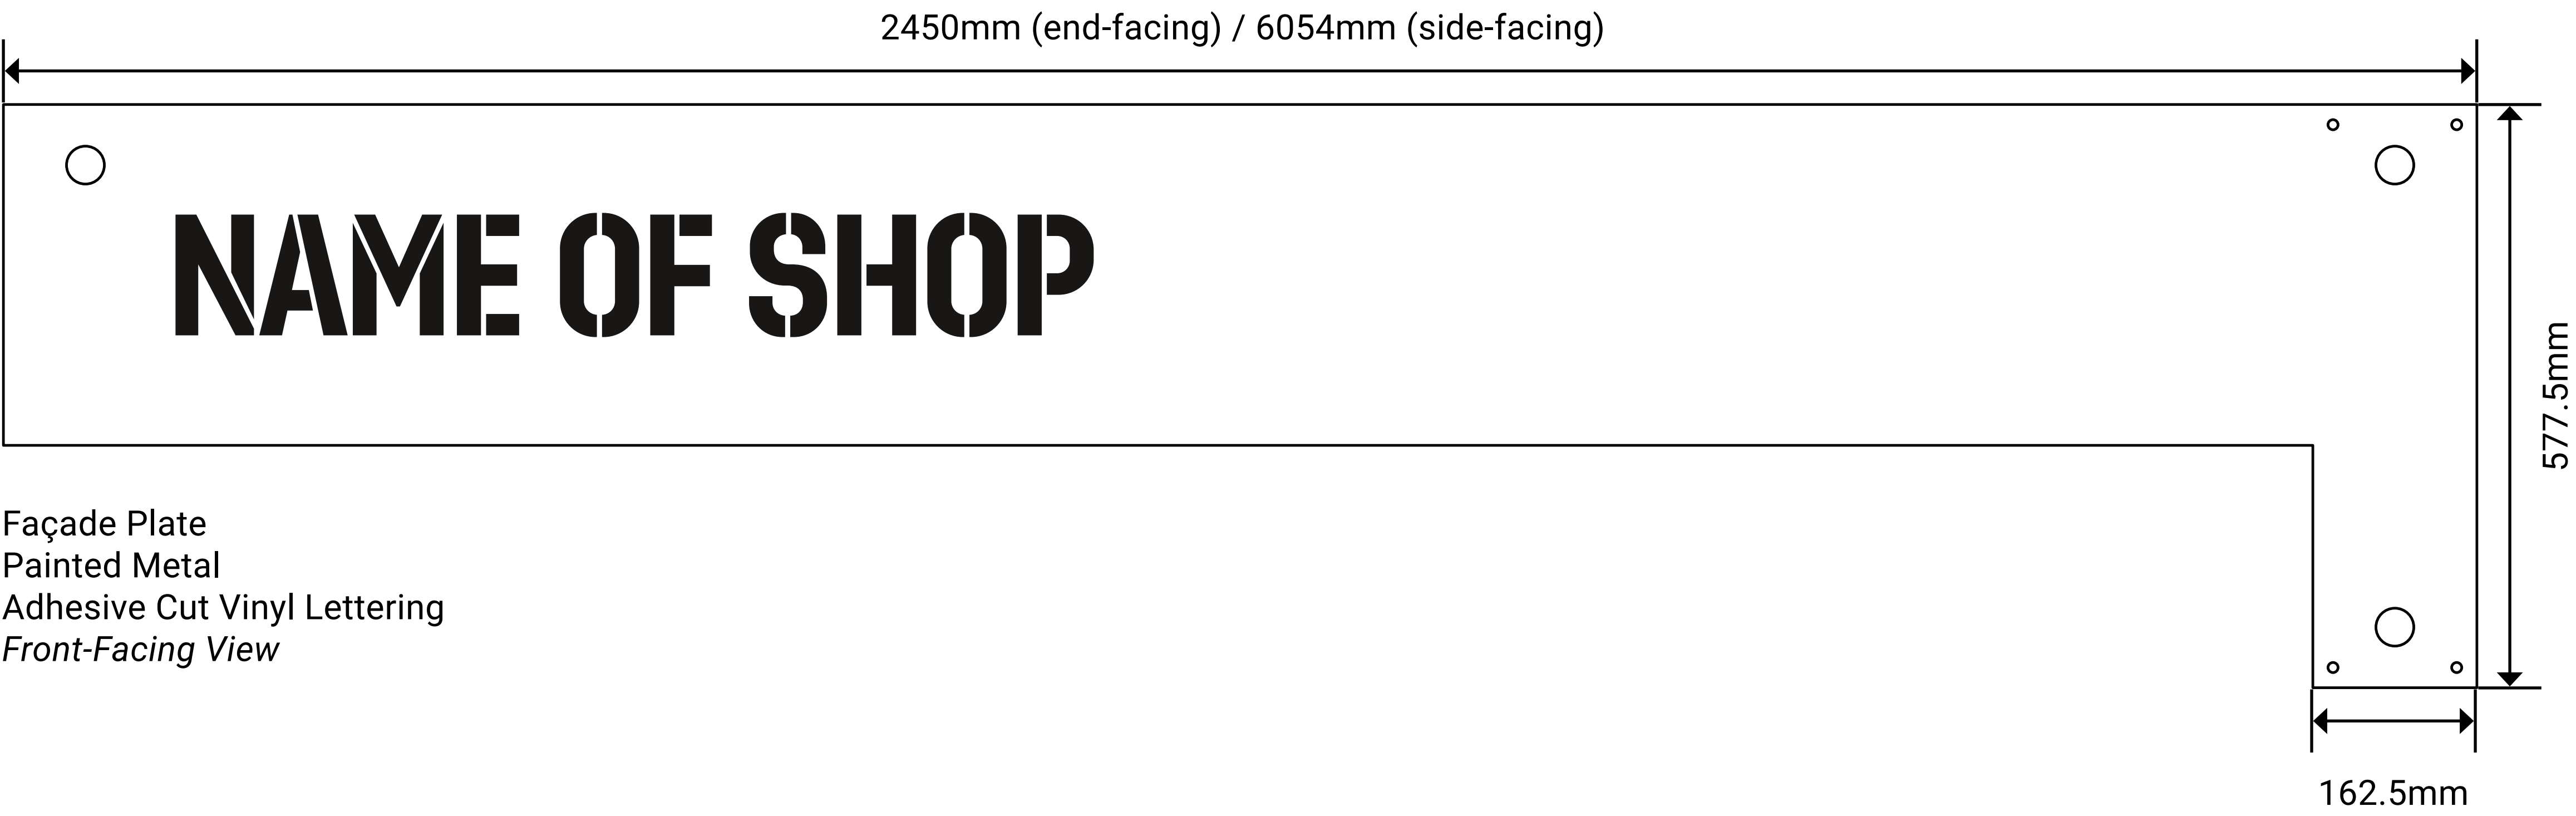 2450mm (end-facing) / 6054mm (side-facing)
NAME OF SHOP
577.5mm
Façade Plate
Painted Metal
Adhesive Cut Vinyl Lettering
Front-Facing View
162.5mm